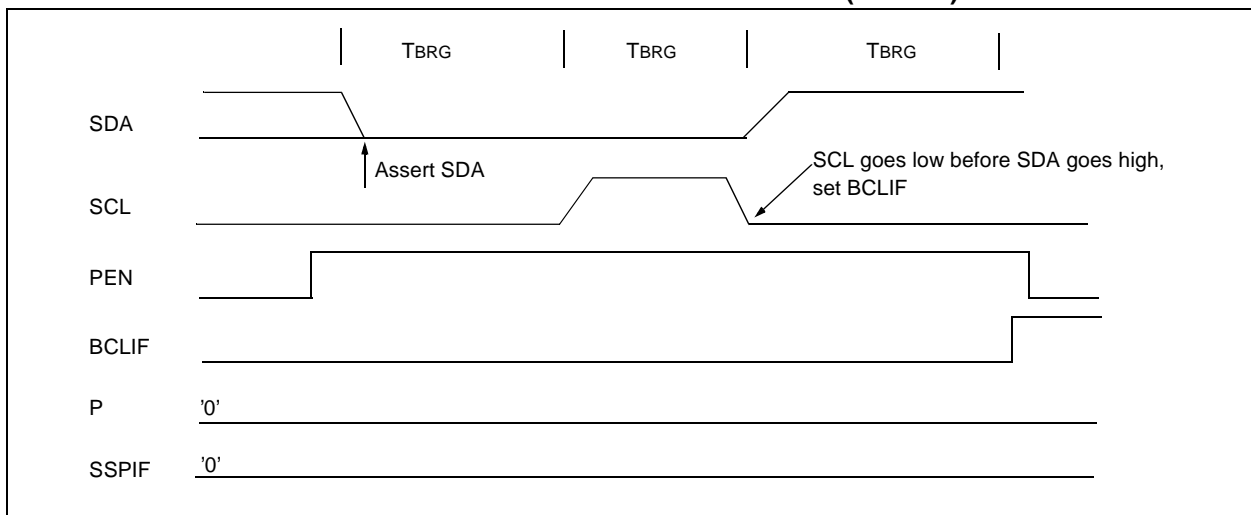 TBRG TBRG TBRG
SDA
Assert SDA
SCL goes low before SDA goes high,
set BCLIF
SCL
PEN
BCLIF
P '0'
SSPIF '0'